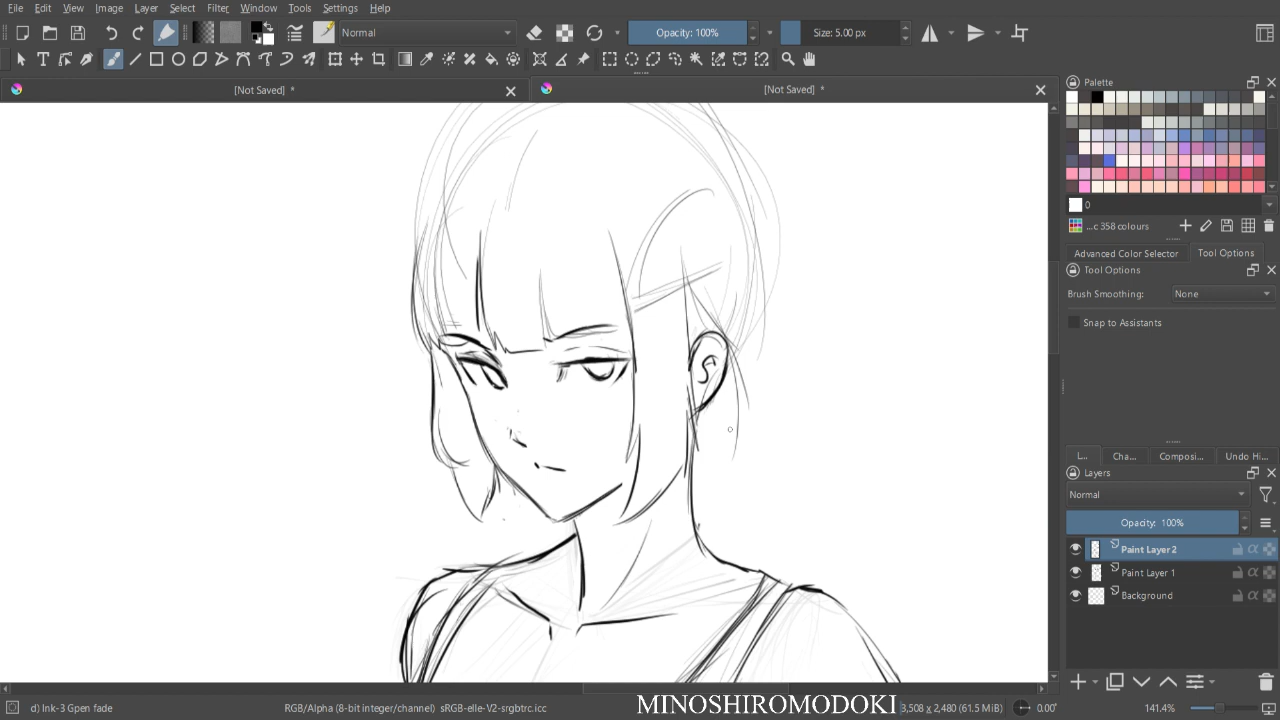 File Edit View Image Layer Select Filter Window Tools Settings Help
Normal Opacity: 100% Size: 5.00 px
[Not Saved] * [Not Saved] *
Palette
0
...c 358 colours
Advanced Color Selector Tool Options
Tool Options
Brush Smoothing: None
Snap to Assistants
L... Cha... Composi... Undo Hi...
Layers
Normal
Opacity: 100%
Paint Layer 2
Paint Layer 1
Background
d) Ink-3 Gpen fade RGB/Alpha (8-bit integer/channel) sRGB-elle-V2-srgbtrc.icc MINOSHIROMODOKI 3,508 x 2,480 (61.5 MiB) 0.00° 141.4%